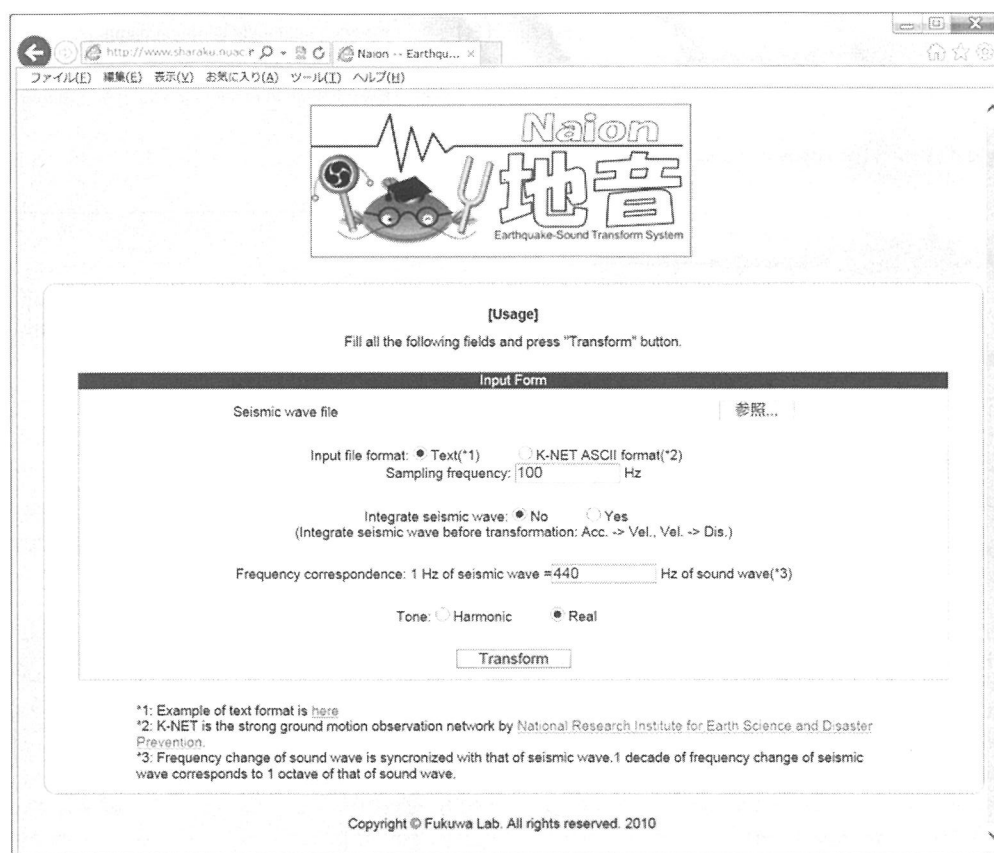 http://www.sharaku.nuac.r
Naion -- Earthqu... ×
ファイル(F) 編集(E) 表示(V) お気に入り(A) ツール(T) ヘルプ(H)
Naion
地音
Earthquake-Sound Transform System
[Usage]
Fill all the following fields and press "Transform" button.
Input Form
Seismic wave file 参照...
Input file format: Text(*1) K-NET ASCII format(*2)
Sampling frequency: 100 Hz
Integrate seismic wave: No Yes
(Integrate seismic wave before transformation: Acc. -> Vel., Vel. -> Dis.)
Frequency correspondence: 1 Hz of seismic wave =440 Hz of sound wave(*3)
Tone: Harmonic Real
Transform
*1: Example of text format is here
*2: K-NET is the strong ground motion observation network by National Research Institute for Earth Science and Disaster
Prevention.
*3: Frequency change of sound wave is syncronized with that of seismic wave.1 decade of frequency change of seismic
wave corresponds to 1 octave of that of sound wave.
Copyright © Fukuwa Lab. All rights reserved. 2010